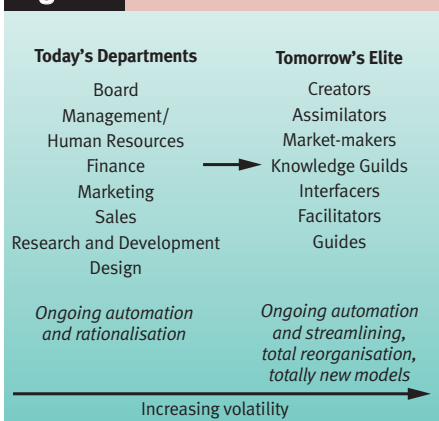 Today's Departments
Board
Management/
Human Resources
Finance
Marketing
Sales
Research and Development
Design
Ongoing automation
and rationalisation
Tomorrow's Elite
Creators
Assimilators
Market-makers
Knowledge Guilds
Interfacers
Facilitators
Guides
Ongoing automation
and streamlining,
total reorganisation,
totally new models
Increasing volatility